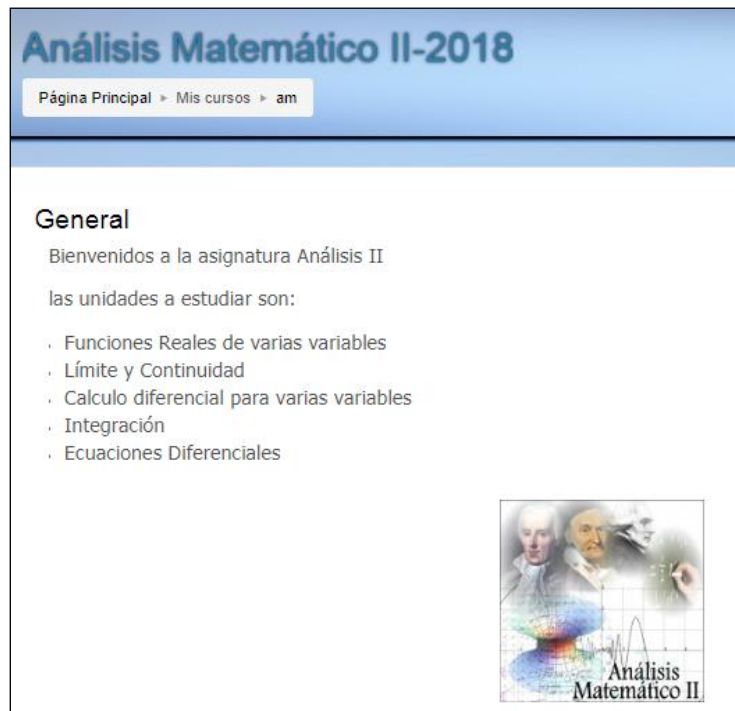 Análisis Matemático II-2018
Página Principal ▸ Mis cursos ▸ am
General
Bienvenidos a la asignatura Análisis II
las unidades a estudiar son:
Funciones Reales de varias variables
Límite y Continuidad
Calculo diferencial para varias variables
Integración
Ecuaciones Diferenciales
Análisis
Matemático II